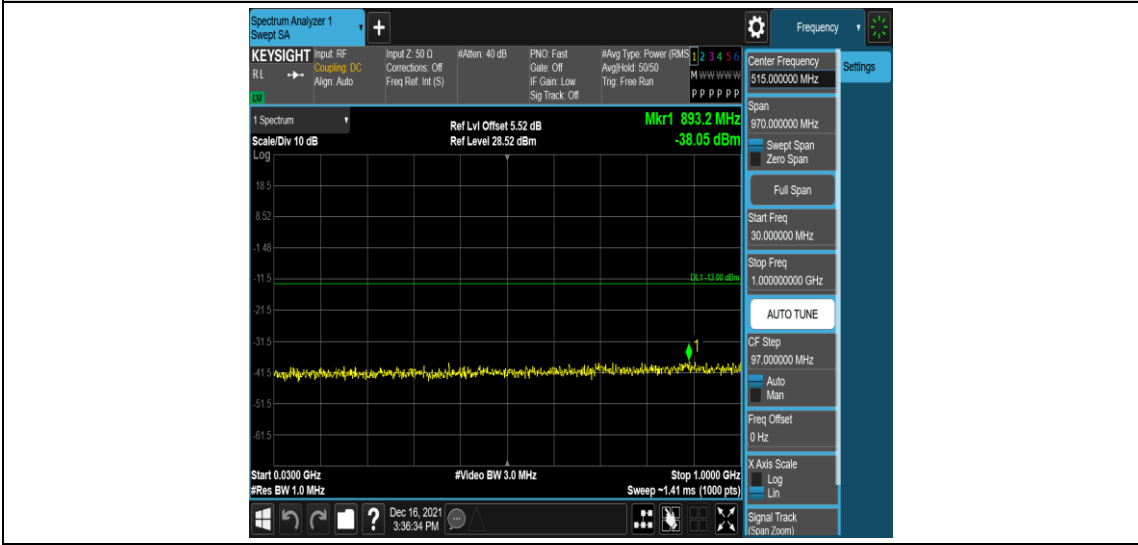 Spectrum Analyzer 1
Swept SA
+
Frequency
KEYSIGHT
RL
LM
Input: RF
Coupling: DC
Align: Auto
Input Z: 50 Ω
Corrections: Off
Freq Ref: Int (S)
#Atten: 40 dB
PNO: Fast
Gate: Off
IF Gain: Low
Sig Track: Off
#Avg Type: Power (RMS
Avg|Hold: 50/50
Trig: Free Run
1 2 3 4 5 6
M W W W W W
P P P P P P
1 Spectrum
Scale/Div 10 dB
Log
Ref Lvl Offset 5.52 dB
Ref Level 28.52 dBm
Mkr1 893.2 MHz
-38.05 dBm
18.5
8.52
-1.48
-11.5
DL1 -13.00 dBm
-21.5
-31.5
1
-41.5
-51.5
-61.5
Start 0.0300 GHz
#Res BW 1.0 MHz
#Video BW 3.0 MHz
Stop 1.0000 GHz
Sweep ~1.41 ms (1000 pts)
?
Dec 16, 2021
3:36:34 PM
Center Frequency
515.000000 MHz
Settings
Span
970.000000 MHz
Swept Span
Zero Span
Full Span
Start Freq
30.000000 MHz
Stop Freq
1.000000000 GHz
AUTO TUNE
CF Step
97.000000 MHz
Auto
Man
Freq Offset
0 Hz
X Axis Scale
Log
Lin
Signal Track
(Span Zoom)